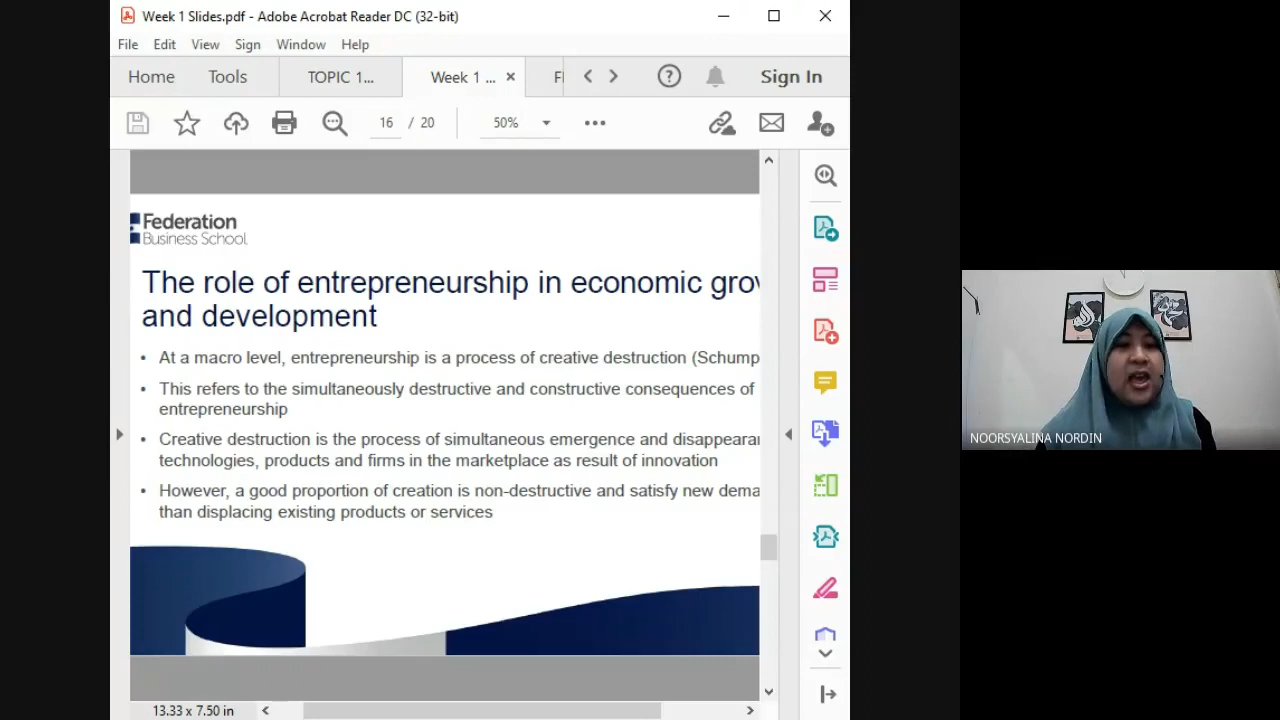 Week 1 Slides.pdf - Adobe Acrobat Reader DC (32-bit)
File Edit View Sign Window Help
Home Tools TOPIC 1... Week 1 ... Sign In
16 / 20 50%
Federation
Business School
The role of entrepreneurship in economic grov
and development
• At a macro level, entrepreneurship is a process of creative destruction (Schump
• This refers to the simultaneously destructive and constructive consequences of
entrepreneurship
• Creative destruction is the process of simultaneous emergence and disappearan
technologies, products and firms in the marketplace as result of innovation
• However, a good proportion of creation is non-destructive and satisfy new dema
than displacing existing products or services
13.33 x 7.50 in
NOORSYALINA NORDIN